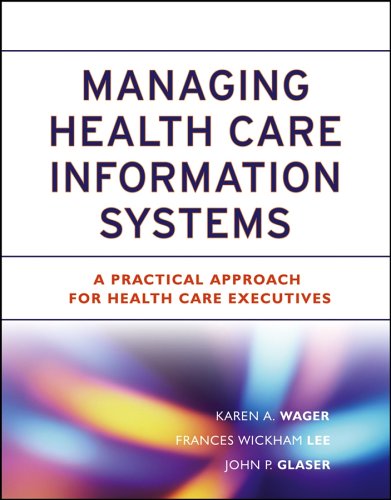 MANAGING
HEALTH CARE
INFORMATION
SYSTEMS
A PRACTICAL APPROACH
FOR HEALTH CARE EXECUTIVES
KAREN A. WAGER
FRANCES WICKHAM LEE
JOHN P. GLASER